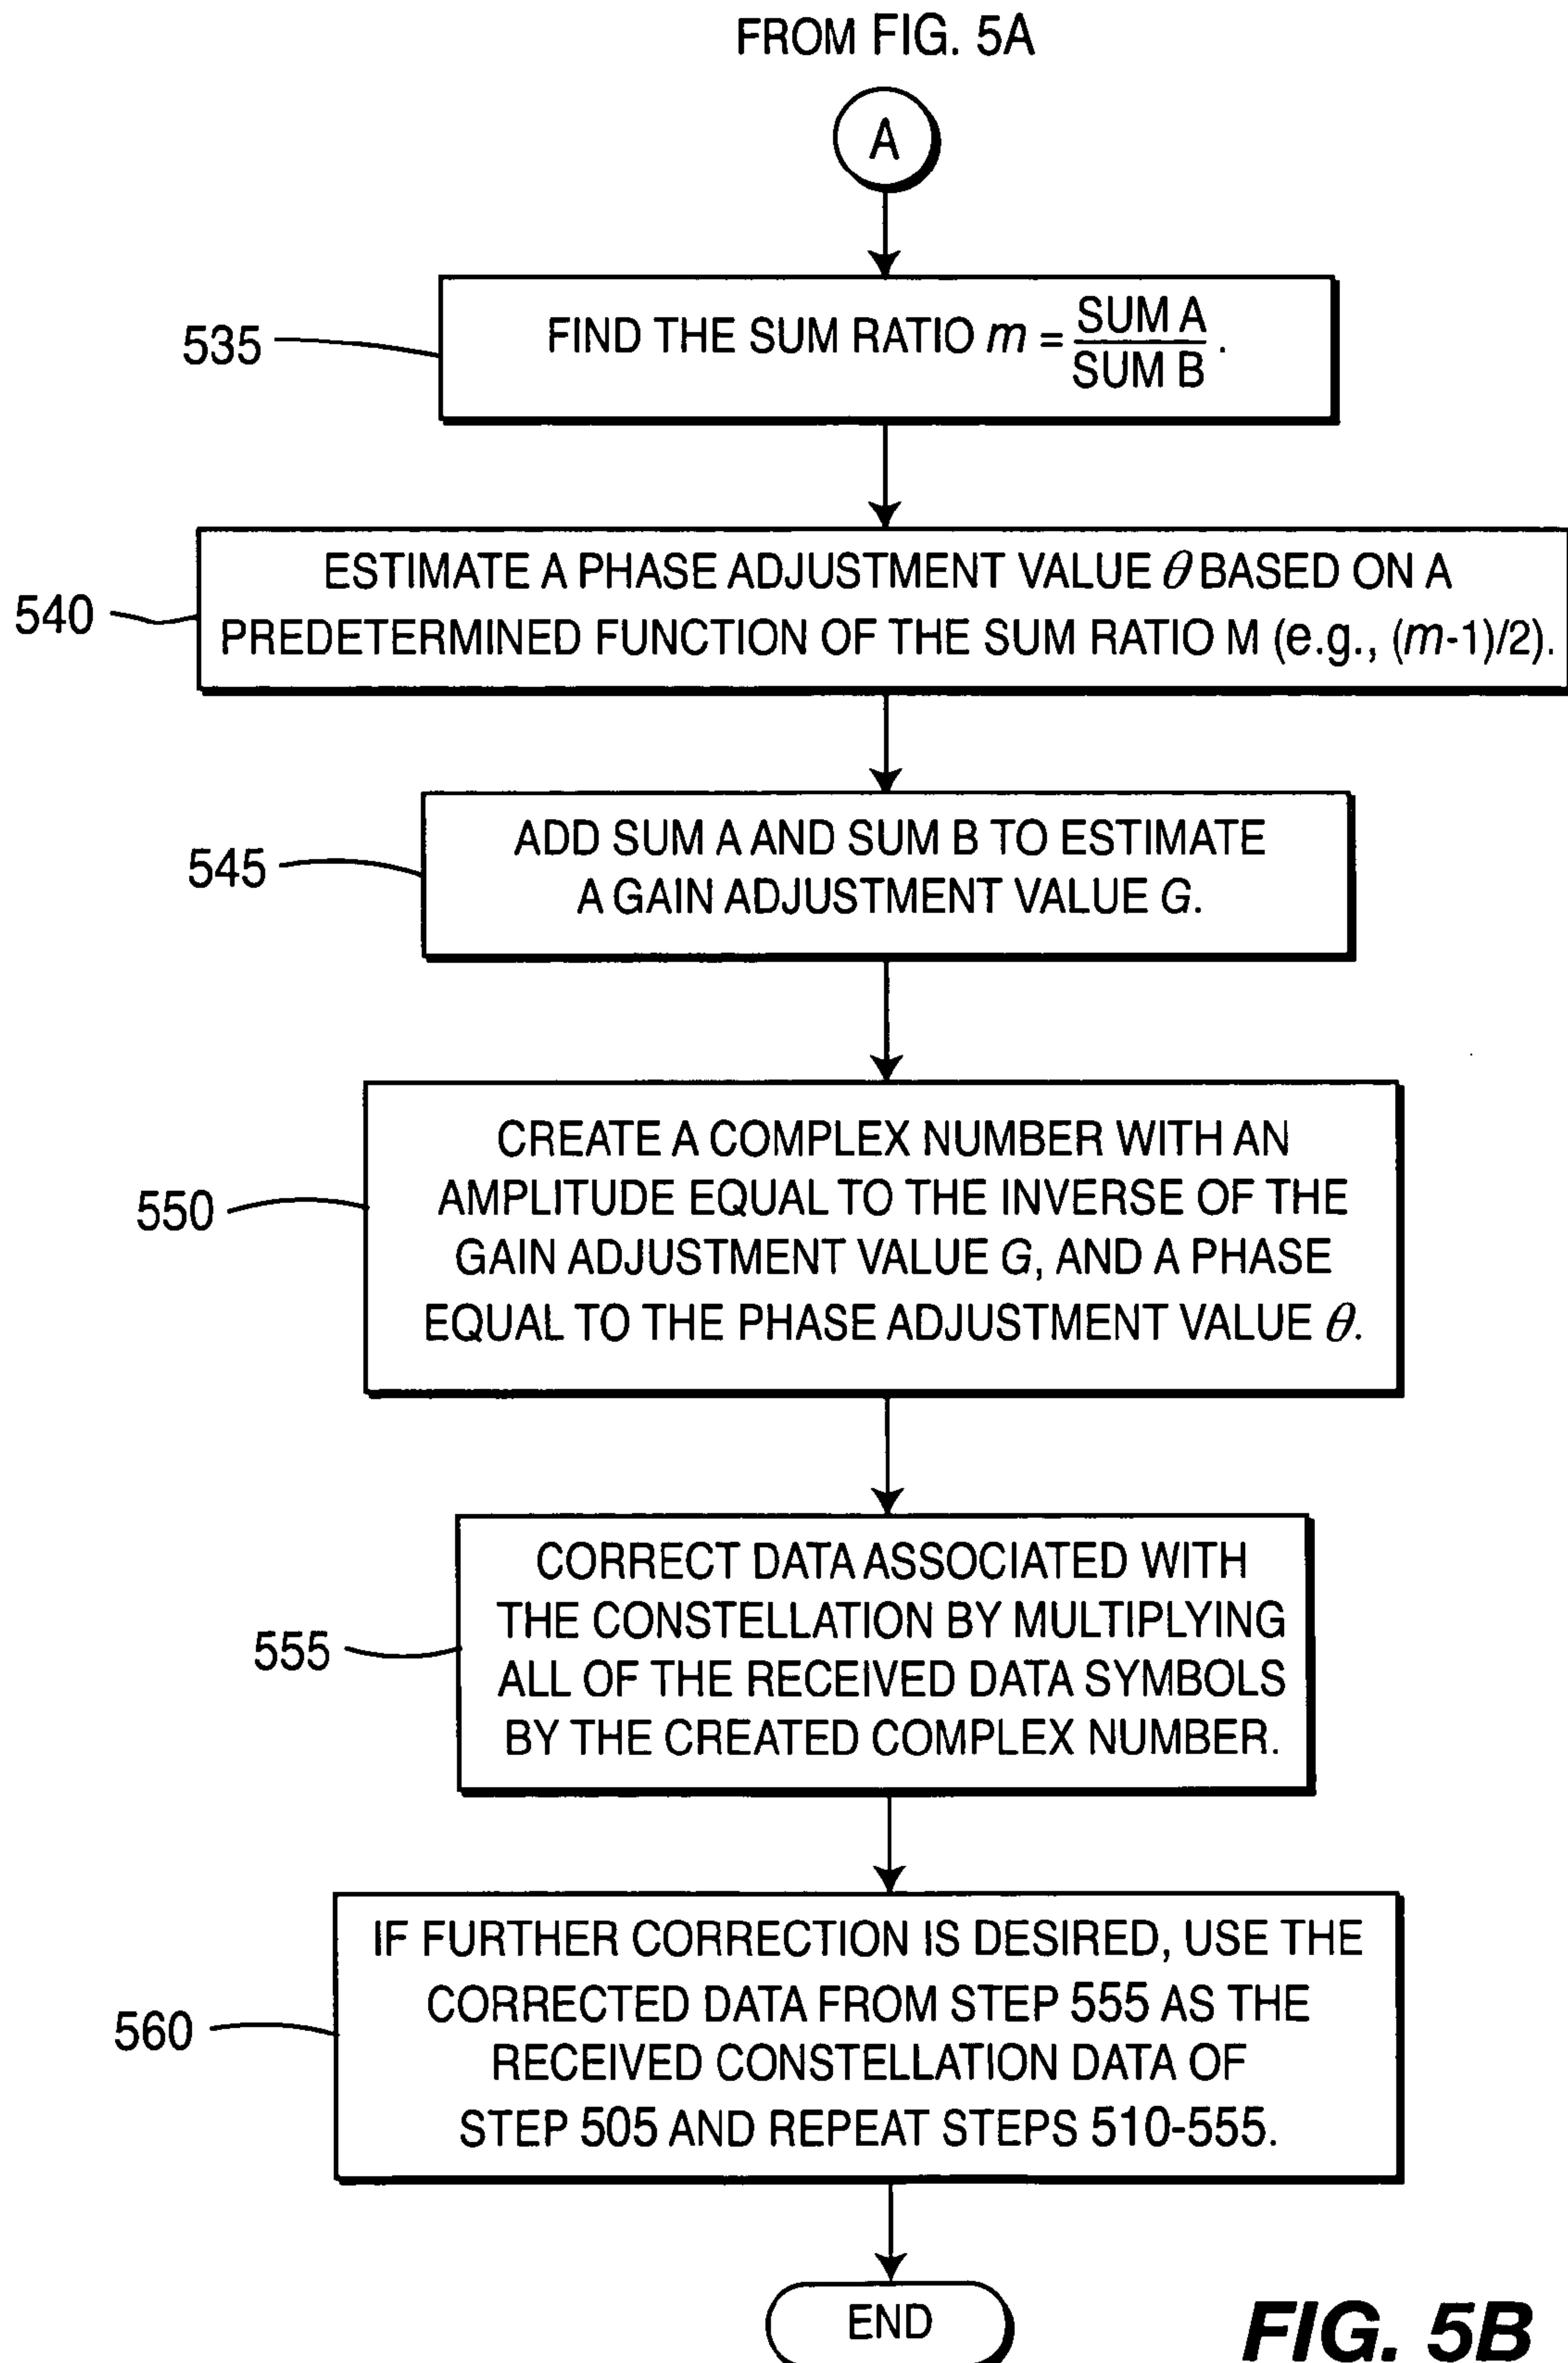 FROM FIG. 5A
A
535
FIND THE SUM RATIO m = SUM A / SUM B .
540
ESTIMATE A PHASE ADJUSTMENT VALUE θ BASED ON A
PREDETERMINED FUNCTION OF THE SUM RATIO M (e.g., (m-1)/2).
545
ADD SUM A AND SUM B TO ESTIMATE
A GAIN ADJUSTMENT VALUE G.
550
CREATE A COMPLEX NUMBER WITH AN
AMPLITUDE EQUAL TO THE INVERSE OF THE
GAIN ADJUSTMENT VALUE G, AND A PHASE
EQUAL TO THE PHASE ADJUSTMENT VALUE θ.
555
CORRECT DATA ASSOCIATED WITH
THE CONSTELLATION BY MULTIPLYING
ALL OF THE RECEIVED DATA SYMBOLS
BY THE CREATED COMPLEX NUMBER.
560
IF FURTHER CORRECTION IS DESIRED, USE THE
CORRECTED DATA FROM STEP 555 AS THE
RECEIVED CONSTELLATION DATA OF
STEP 505 AND REPEAT STEPS 510-555.
END
FIG. 5B